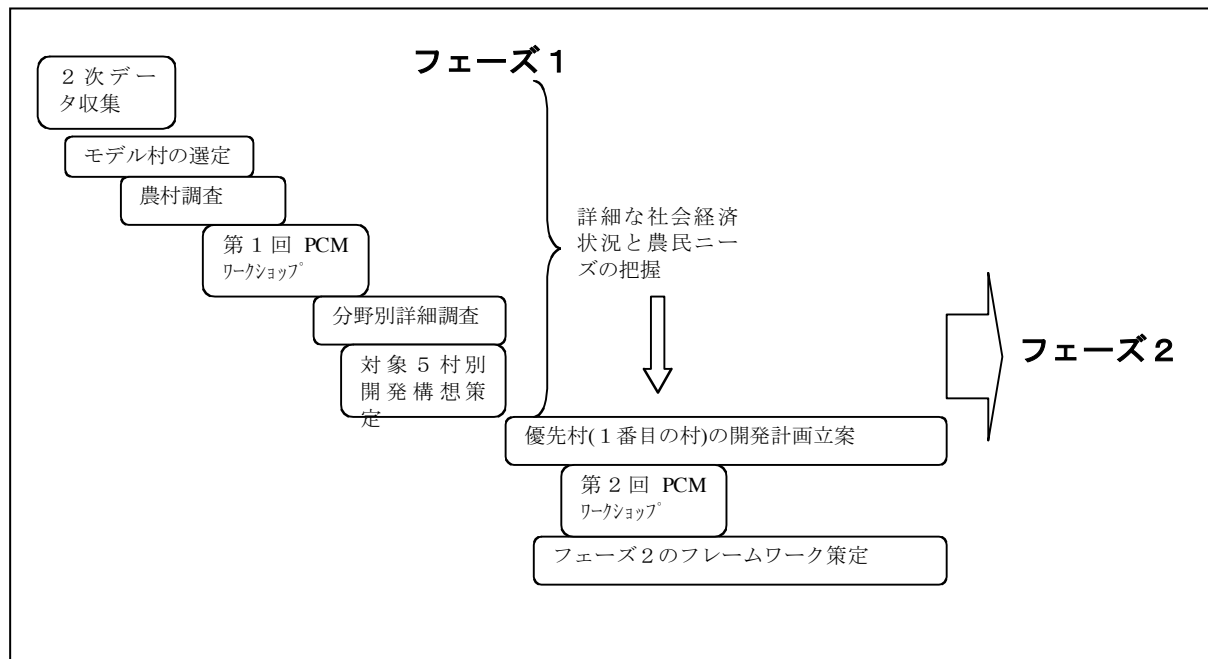 フェーズ１
２次デー
タ収集
モデル村の選定
農村調査
第１回 PCM
ﾜｰｸｼｮｯﾌﾟ
詳細な社会経済
状況と農民ニー
ズの把握
分野別詳細調査
対象５村別
開発構想策
定
フェーズ２
優先村(１番目の村)の開発計画立案
第２回 PCM
ﾜｰｸｼｮｯﾌﾟ
フェーズ２のフレームワーク策定